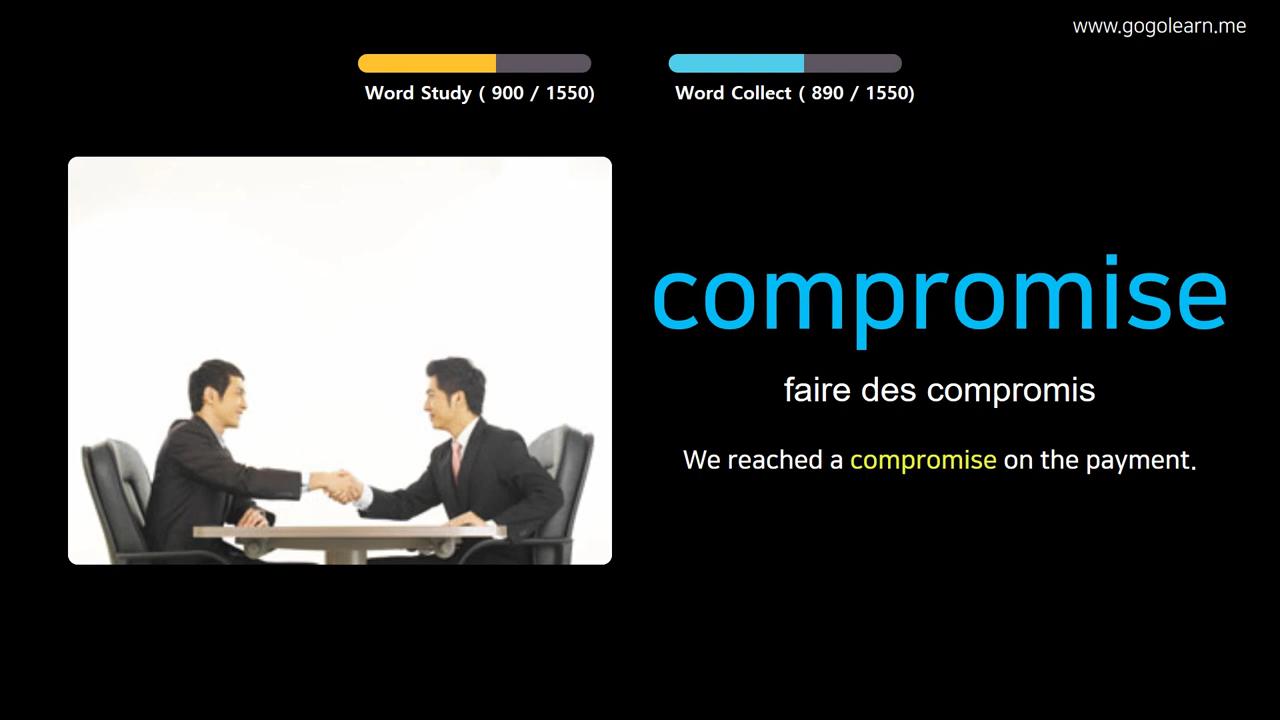 www.gogolearn.me
Word Study ( 900 / 1550)
Word Collect ( 890 / 1550)
compromise
faire des compromis
We reached a compromise on the payment.